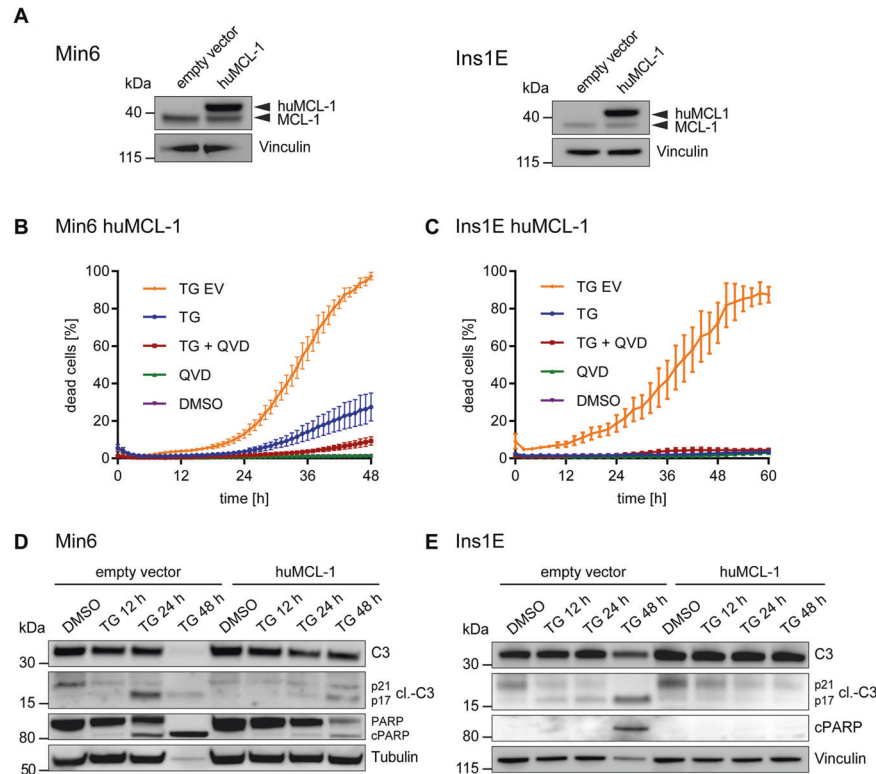 A
Min6
empty vector
huMCL-1
kDa
40
huMCL-1
MCL-1
115
Vinculin
Ins1E
empty vector
huMCL-1
kDa
40
huMCL1
MCL-1
115
Vinculin
B Min6 huMCL-1
dead cells [%]
100
80
60
40
20
0
TG EV
TG
TG + QVD
QVD
DMSO
0 12 24 36 48
time [h]
C Ins1E huMCL-1
dead cells [%]
100
80
60
40
20
0
TG EV
TG
TG + QVD
QVD
DMSO
0 12 24 36 48 60
time [h]
D Min6
empty vector huMCL-1
DMSO TG 12 h TG 24 h TG 48 h DMSO TG 12 h TG 24 h TG 48 h
kDa
30
C3
15
p21
p17
cl.-C3
80
PARP
cPARP
50
Tubulin
E Ins1E
empty vector huMCL-1
DMSO TG 12 h TG 24 h TG 48 h DMSO TG 12 h TG 24 h TG 48 h
kDa
30
C3
15
p21
p17
cl.-C3
80
cPARP
115
Vinculin